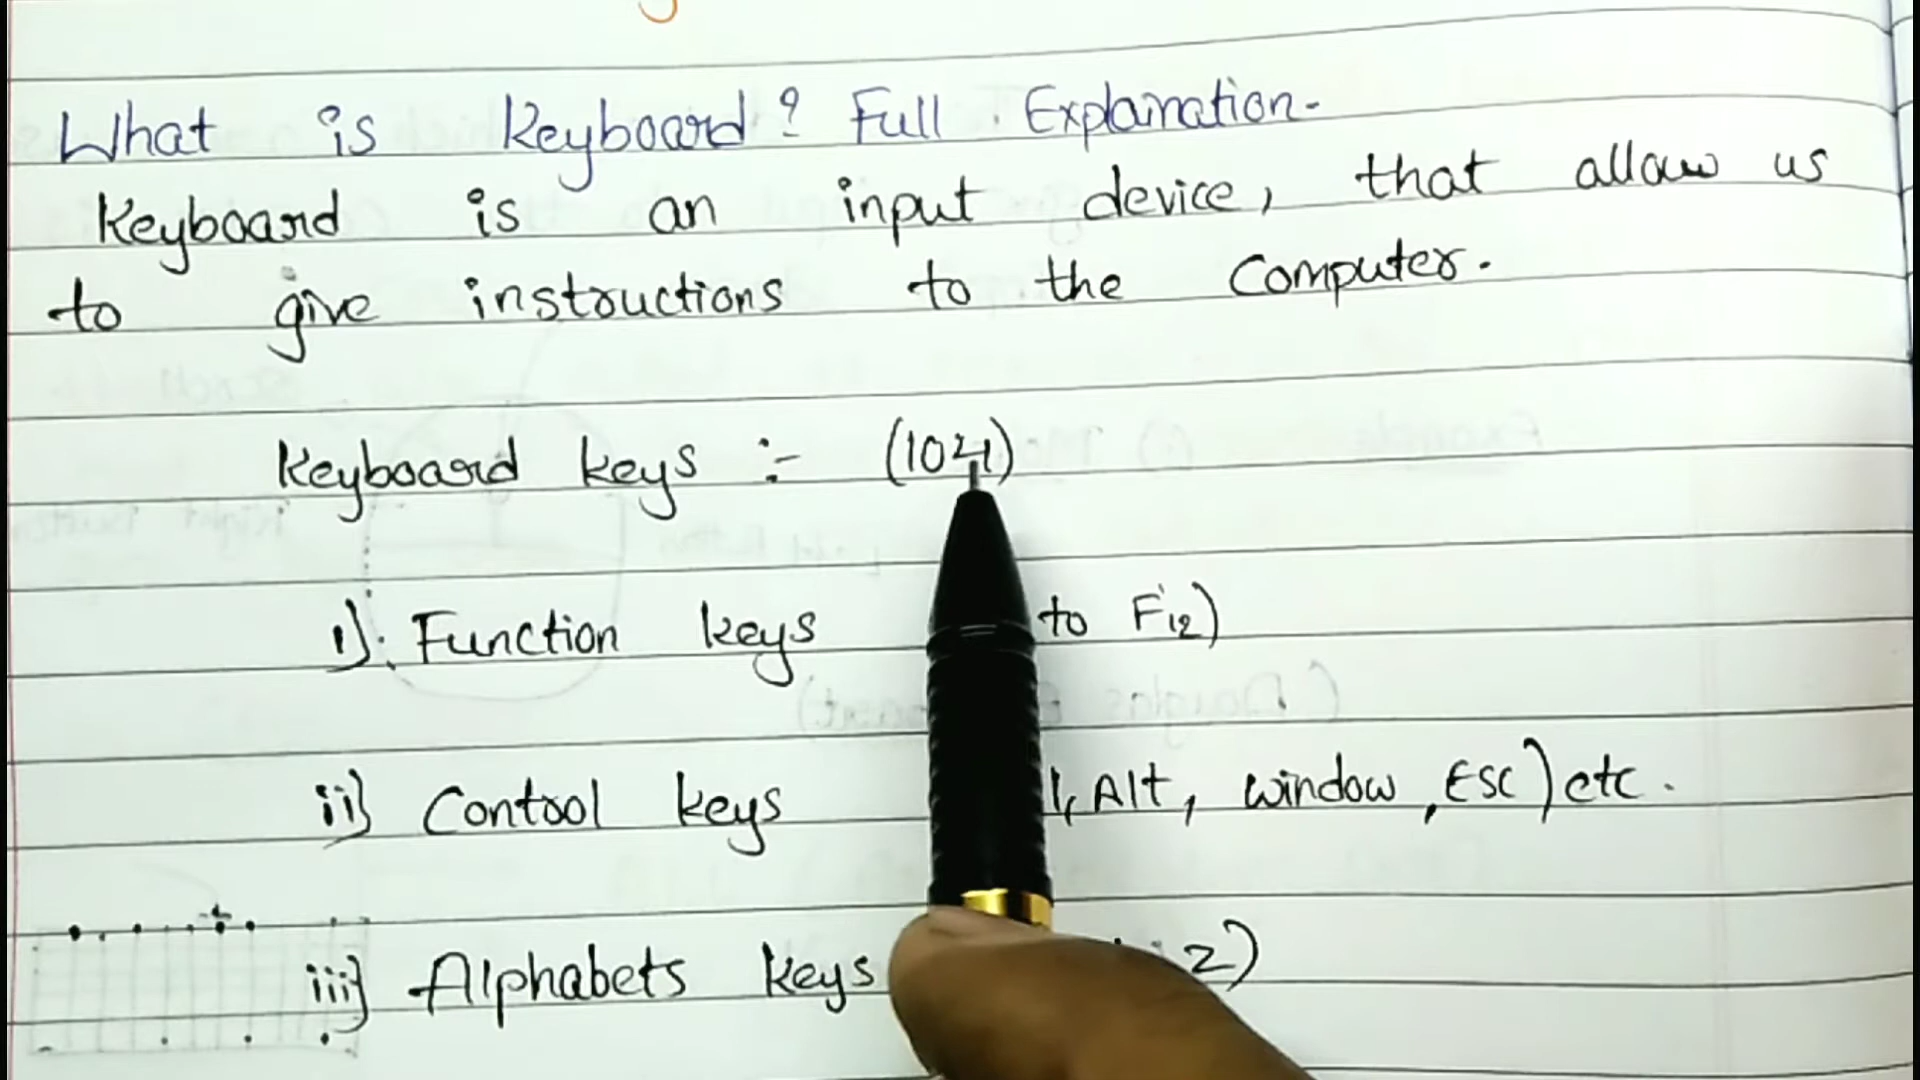 What is Keyboard? Full Explaination.
Keyboard is an input device, that allow us
to give instructions to the Computer.
Keyboard keys :- (104)
i). Function keys to F12)
ii) Control keys Alt, window, ESC) etc.
iii) Alphabets keys z)